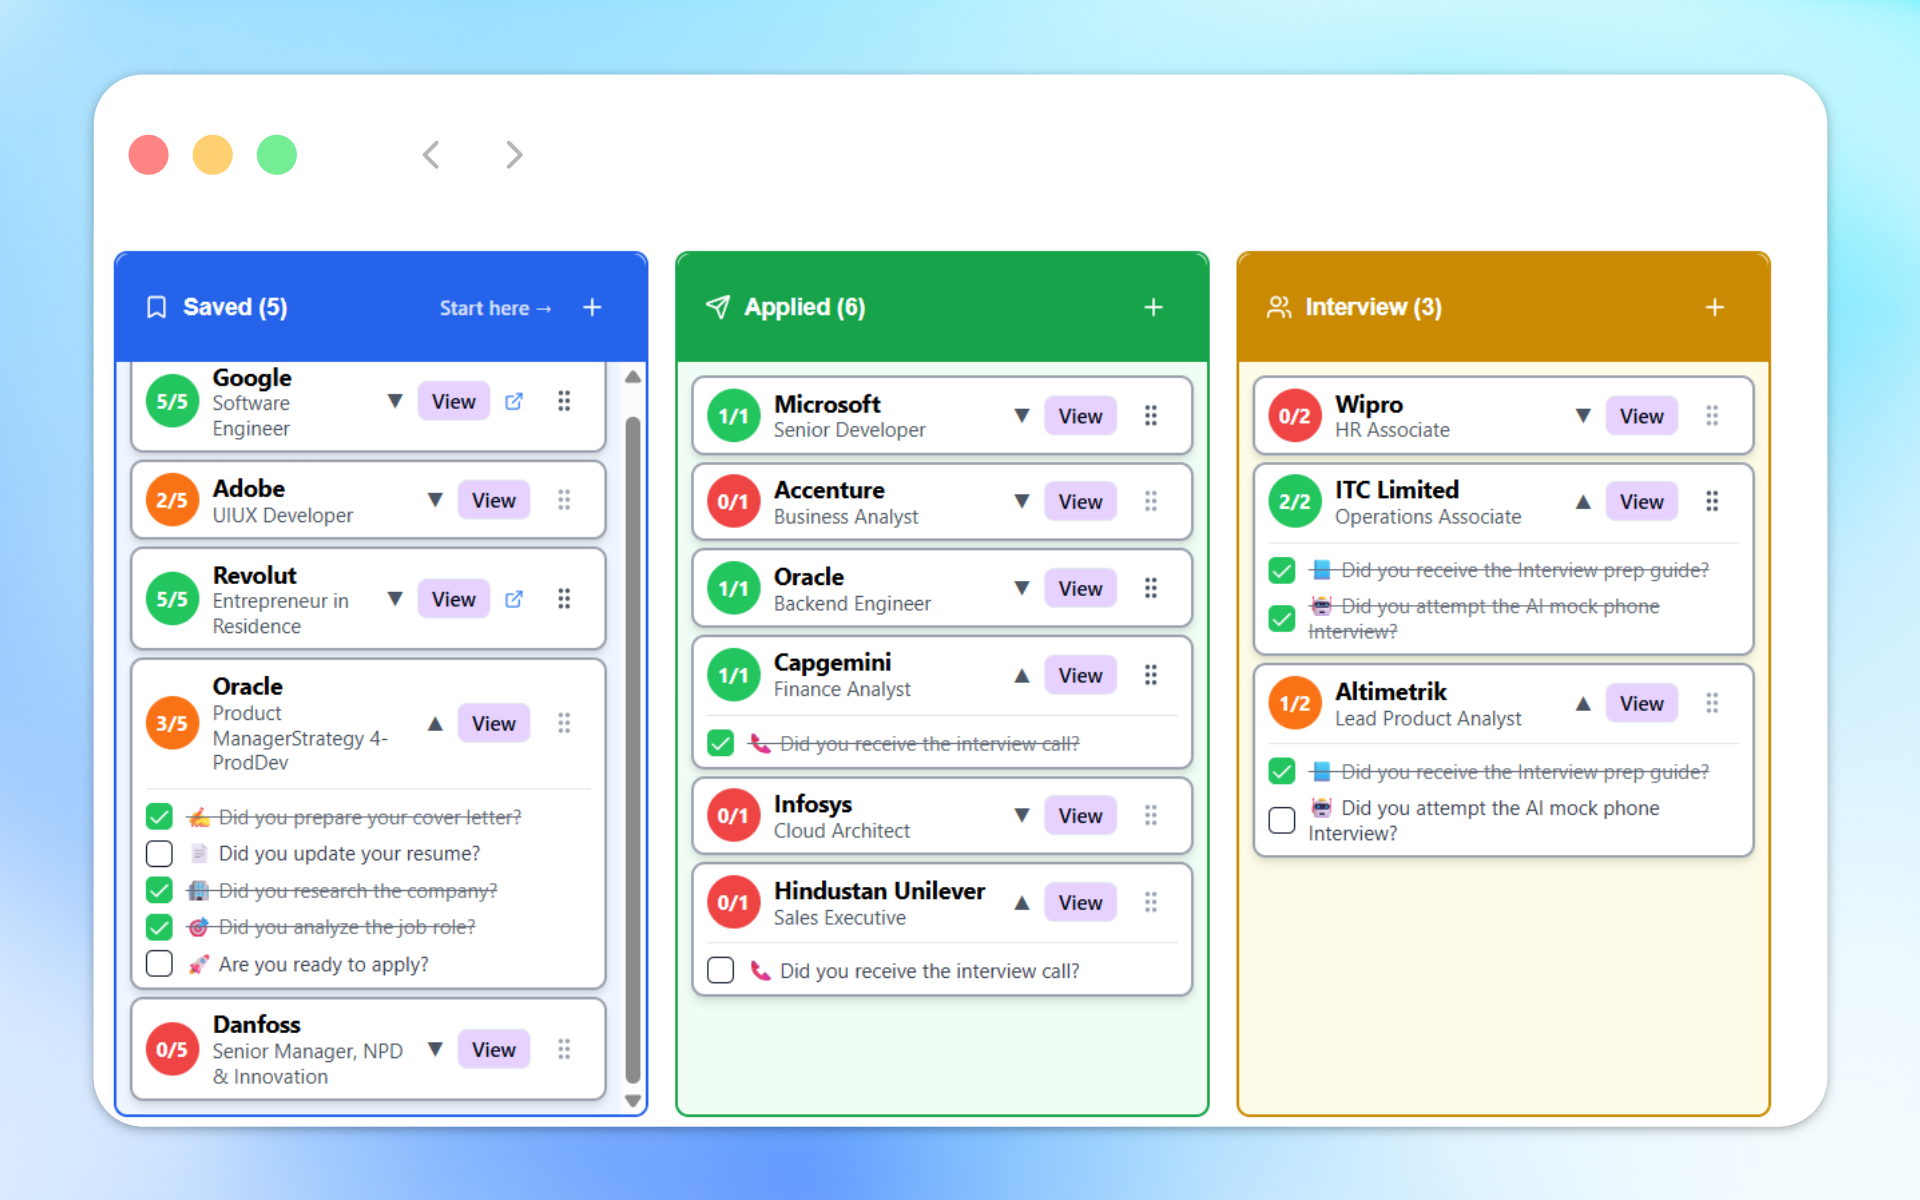 Saved (5)
Start here →
5/5
Google
Software
Engineer
View
2/5
Adobe
UIUX Developer
View
5/5
Revolut
Entrepreneur in
Residence
View
3/5
Oracle
Product
ManagerStrategy 4-
ProdDev
View
Did you prepare your cover letter?
Did you update your resume?
Did you research the company?
Did you analyze the job role?
Are you ready to apply?
0/5
Danfoss
Senior Manager, NPD
& Innovation
View
Applied (6)
1/1
Microsoft
Senior Developer
View
0/1
Accenture
Business Analyst
View
1/1
Oracle
Backend Engineer
View
1/1
Capgemini
Finance Analyst
View
Did you receive the interview call?
0/1
Infosys
Cloud Architect
View
0/1
Hindustan Unilever
Sales Executive
View
Did you receive the interview call?
Interview (3)
0/2
Wipro
HR Associate
View
2/2
ITC Limited
Operations Associate
View
Did you receive the Interview prep guide?
Did you attempt the AI mock phone
Interview?
1/2
Altimetrik
Lead Product Analyst
View
Did you receive the Interview prep guide?
Did you attempt the AI mock phone
Interview?